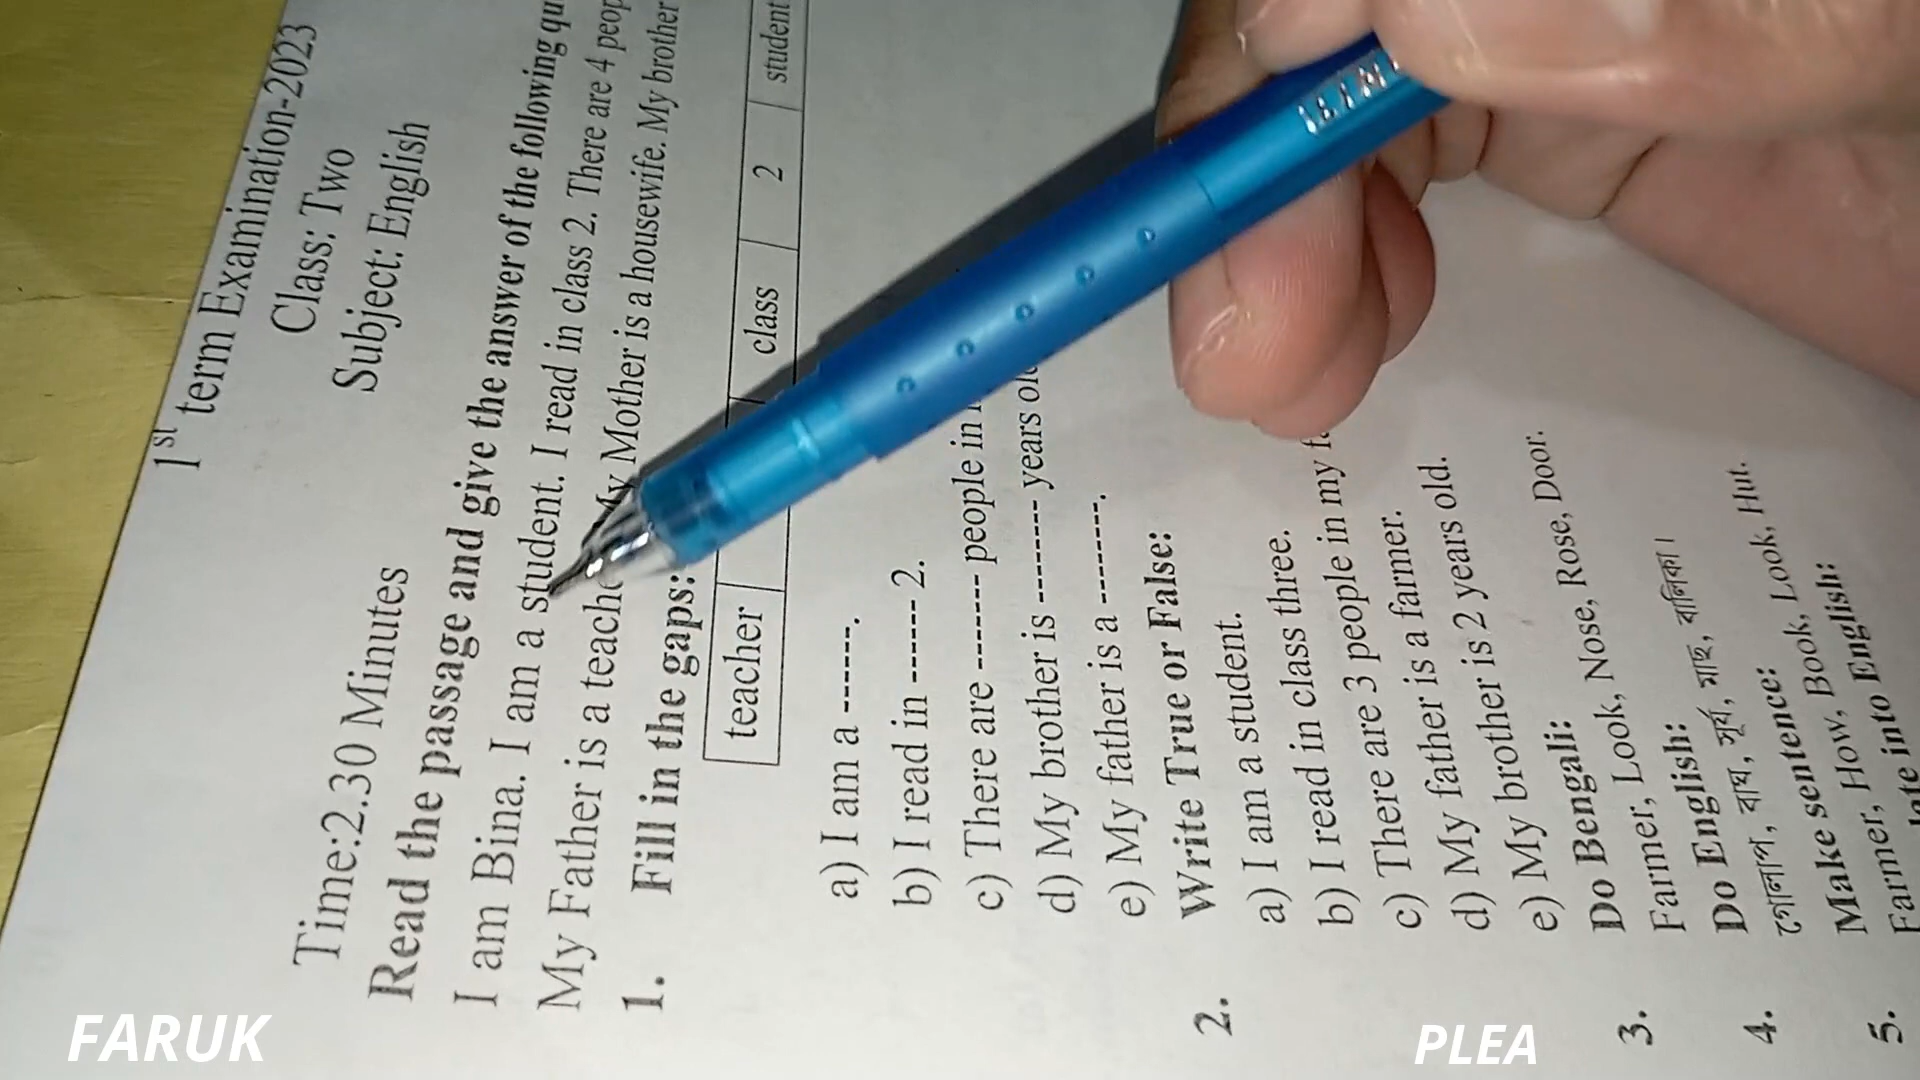 1st term Examination-2023
Class: Two
Subject: English
Time:2.30 Minutes
Read the passage and give the answer of the following
I am Bina. I am a student. I read in class 2. There are 4
My Father is a My Mother is a housewife. My brother
1. Fill in the gaps:
teacher class 2 student
a) I am a -------.
b) I read in ------- 2.
c) There are --------- people in
d) My brother is --------- years
e) My father is a ---------.
2. Write True or False:
a) I am a student.
b) I read in class three.
c) There are 3 people in my
d) My father is a farmer.
e) My brother is 2 years old.
3. Do Bengali:
Farmer, Look, Nose, Rose, Door.
4. Do English:
গোলাপ, বাঘ, সূর্য, মাছ, বালিকা।
5. Make sentence:
Farmer, How, Book, Look, Hut.
into English:
FARUK
PLEA